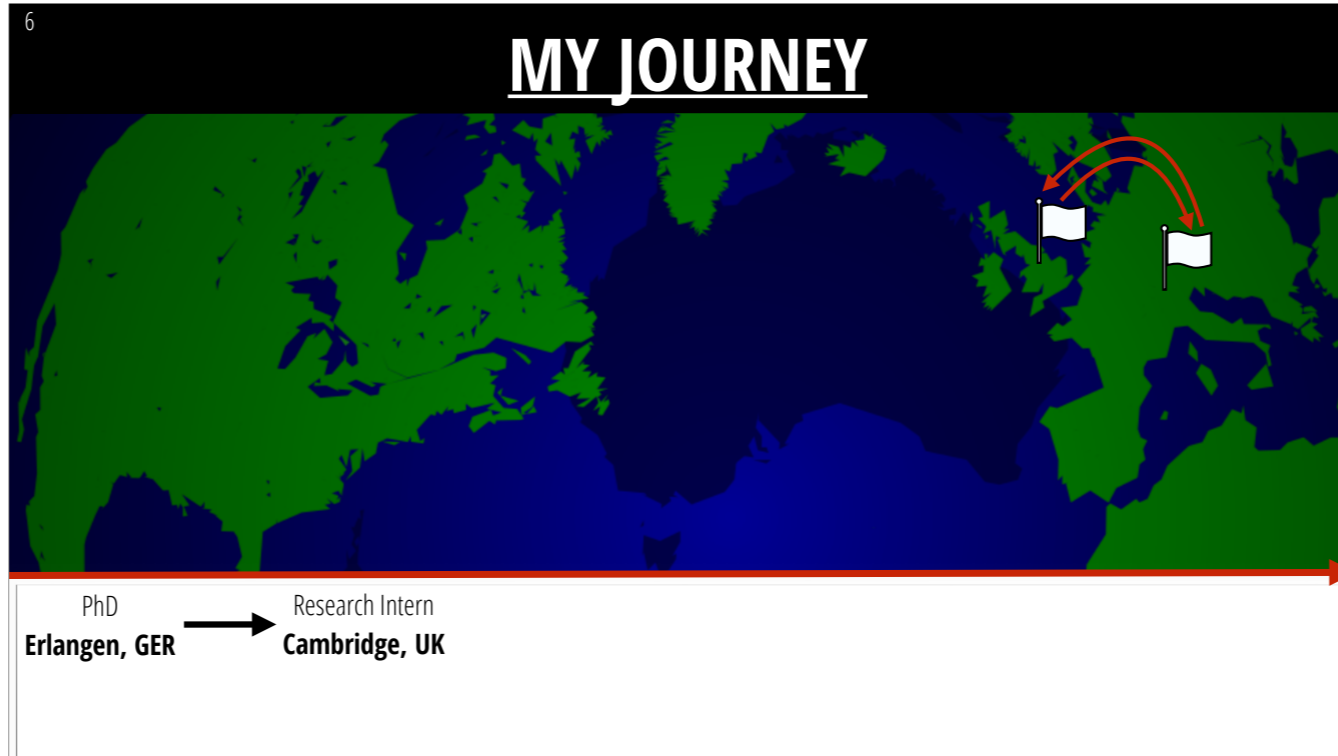 6
MY JOURNEY
PhD
Erlangen, GER
Research Intern
Cambridge, UK